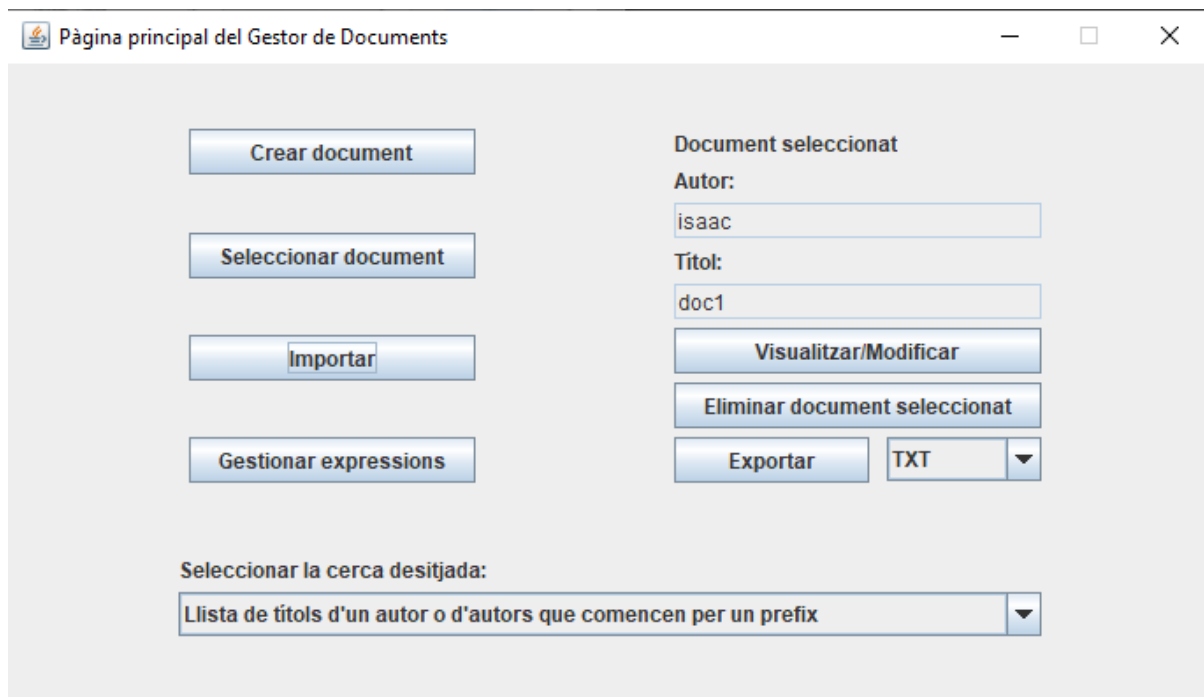 Pàgina principal del Gestor de Documents
Crear document
Seleccionar document
Importar
Gestionar expressions
Document seleccionat
Autor:
isaac
Títol:
doc1
Visualitzar/Modificar
Eliminar document seleccionat
Exportar
TXT
Seleccionar la cerca desitjada:
Llista de títols d'un autor o d'autors que comencen per un prefix